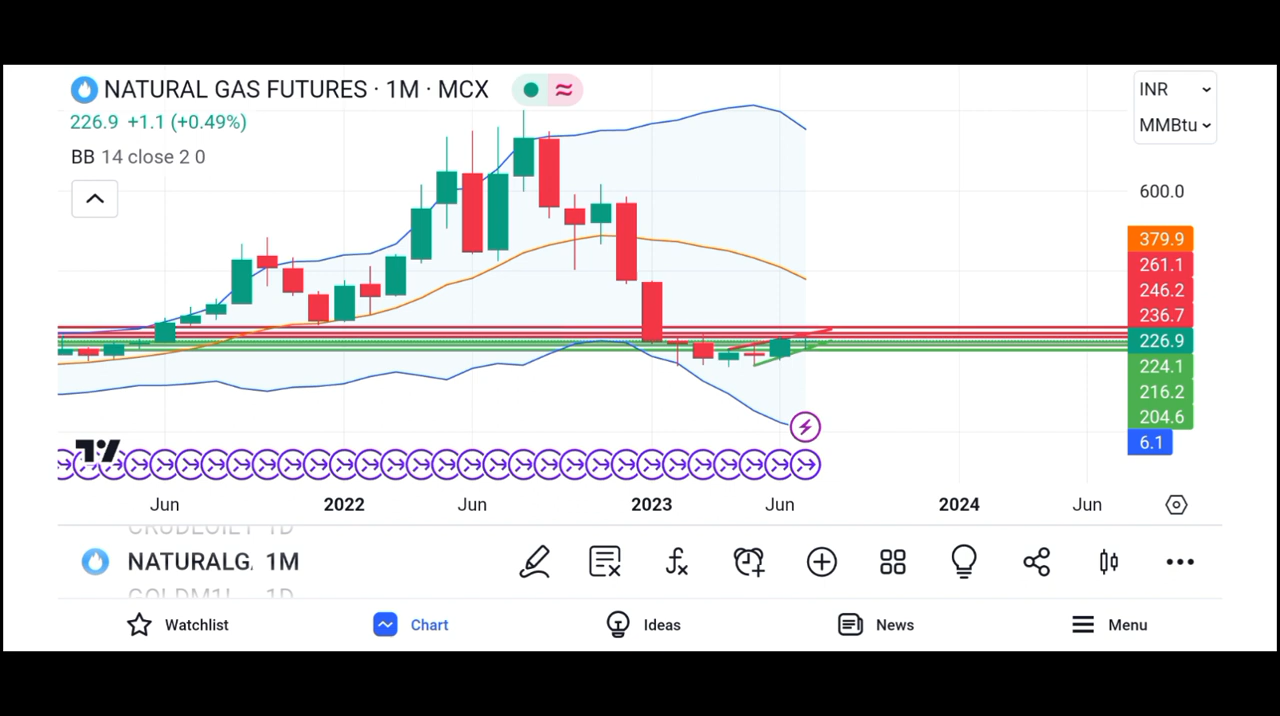 NATURAL GAS FUTURES · 1M · MCX
226.9 +1.1 (+0.49%)
BB 14 close 2 0
INR
MMBtu
600.0
379.9
261.1
246.2
236.7
226.9
224.1
216.2
204.6
6.1
Jun 2022 Jun 2023 Jun 2024 Jun
NATURALG 1M
Watchlist Chart Ideas News Menu